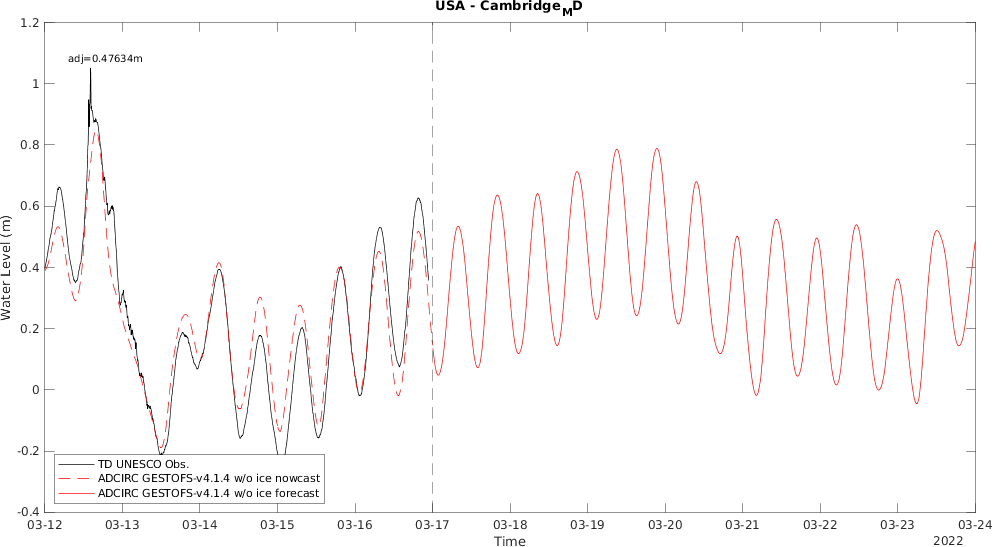 USA - Cambridge_MD
adj=0.47634m
Water Level (m)
1.2
1
0.8
0.6
0.4
0.2
0
-0.2
-0.4
TD UNESCO Obs.
ADCIRC GESTOFS-v4.1.4 w/o ice nowcast
ADCIRC GESTOFS-v4.1.4 w/o ice forecast
03-12 03-13 03-14 03-15 03-16 03-17 03-18 03-19 03-20 03-21 03-22 03-23 03-24
Time
2022